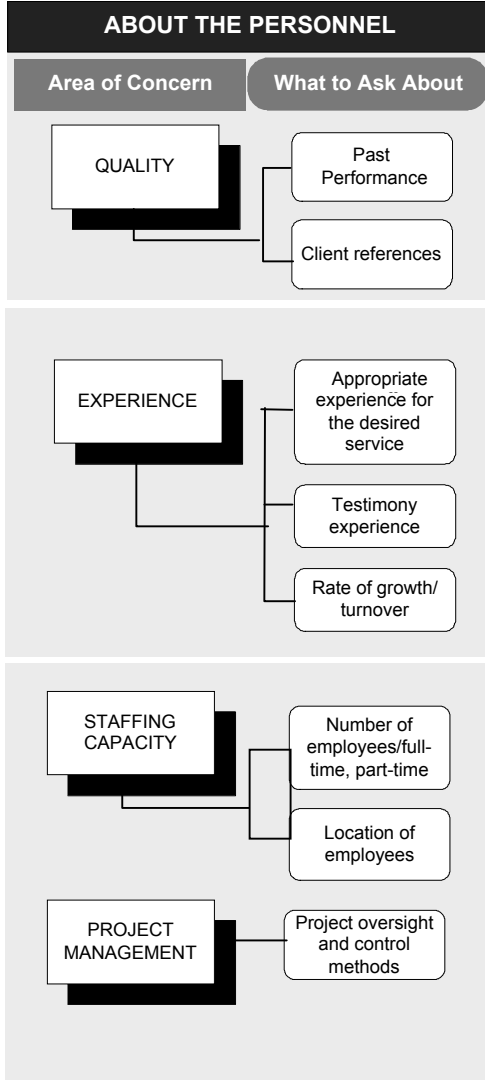 ABOUT THE PERSONNEL
Area of Concern
What to Ask About
QUALITY
Past
Performance
Client references
EXPERIENCE
Appropriate
experience for
the desired
service
Testimony
experience
Rate of growth/
turnover
STAFFING
CAPACITY
Number of
employees/full-
time, part-time
Location of
employees
PROJECT
MANAGEMENT
Project oversight
and control
methods